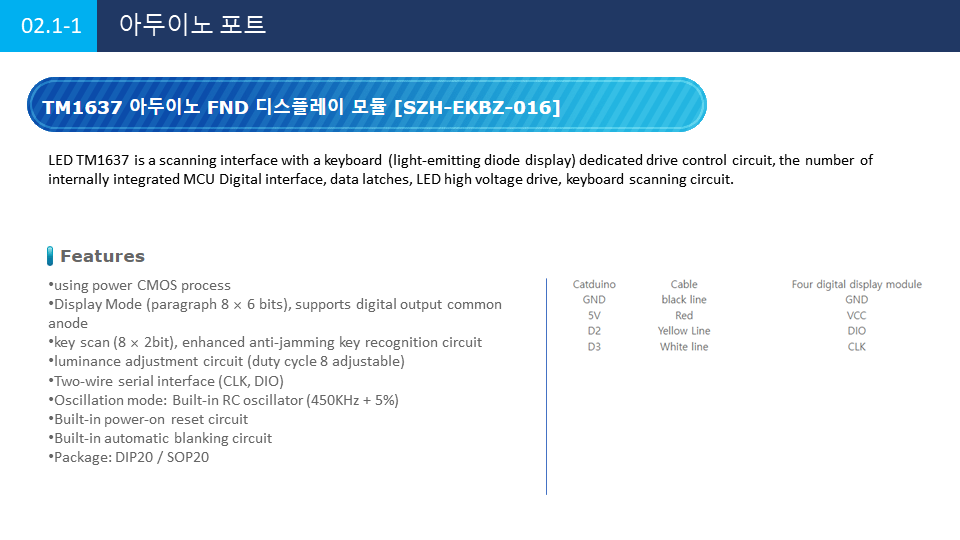 02.1-1 아두이노 포트
TM1637 아두이노 FND 디스플레이 모듈 [SZH-EKBZ-016]
LED TM1637 is a scanning interface with a keyboard (light-emitting diode display) dedicated drive control circuit, the number of
internally integrated MCU Digital interface, data latches, LED high voltage drive, keyboard scanning circuit.
Features
•using power CMOS process
•Display Mode (paragraph 8 × 6 bits), supports digital output common
anode
•key scan (8 × 2bit), enhanced anti-jamming key recognition circuit
•luminance adjustment circuit (duty cycle 8 adjustable)
•Two-wire serial interface (CLK, DIO)
•Oscillation mode: Built-in RC oscillator (450KHz + 5%)
•Built-in power-on reset circuit
•Built-in automatic blanking circuit
•Package: DIP20 / SOP20
Catduino Cable Four digital display module
GND black line GND
5V Red VCC
D2 Yellow Line DIO
D3 White line CLK